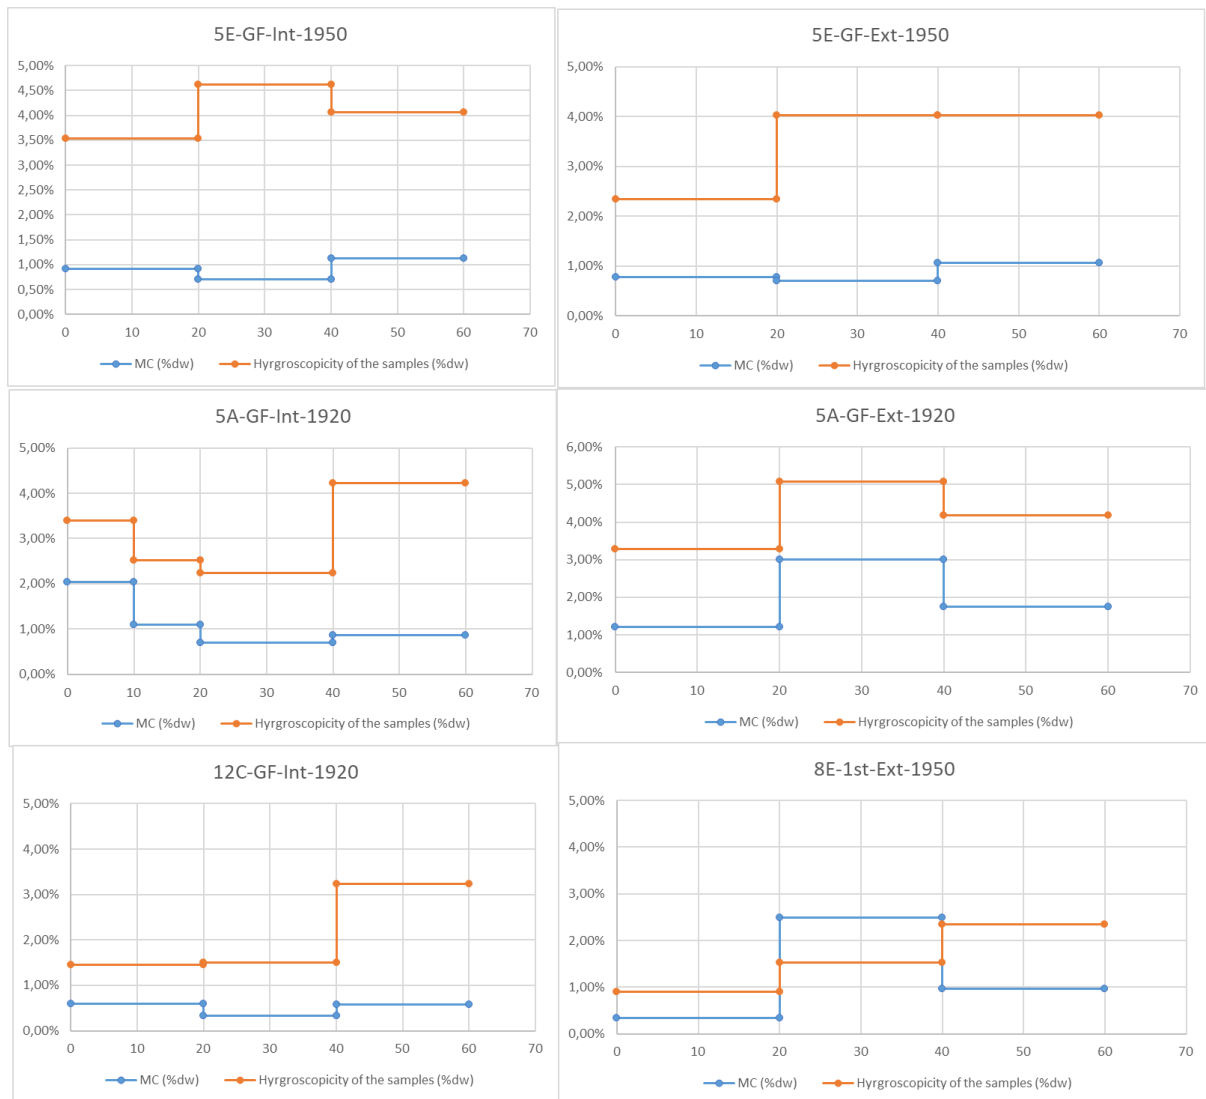 5E-GF-Int-1950
5,00%
4,50%
4,00%
3,50%
3,00%
2,50%
2,00%
1,50%
1,00%
0,50%
0,00%
0 10 20 30 40 50 60 70
MC (%dw) Hyrgroscopicity of the samples (%dw)
5E-GF-Ext-1950
5,00%
4,00%
3,00%
2,00%
1,00%
0,00%
0 10 20 30 40 50 60 70
MC (%dw) Hyrgroscopicity of the samples (%dw)
5A-GF-Int-1920
5,00%
4,00%
3,00%
2,00%
1,00%
0,00%
0 10 20 30 40 50 60 70
MC (%dw) Hyrgroscopicity of the samples (%dw)
5A-GF-Ext-1920
6,00%
5,00%
4,00%
3,00%
2,00%
1,00%
0,00%
0 10 20 30 40 50 60 70
MC (%dw) Hyrgroscopicity of the samples (%dw)
12C-GF-Int-1920
5,00%
4,00%
3,00%
2,00%
1,00%
0,00%
0 10 20 30 40 50 60 70
MC (%dw) Hyrgroscopicity of the samples (%dw)
8E-1st-Ext-1950
5,00%
4,00%
3,00%
2,00%
1,00%
0,00%
0 10 20 30 40 50 60 70
MC (%dw) Hyrgroscopicity of the samples (%dw)